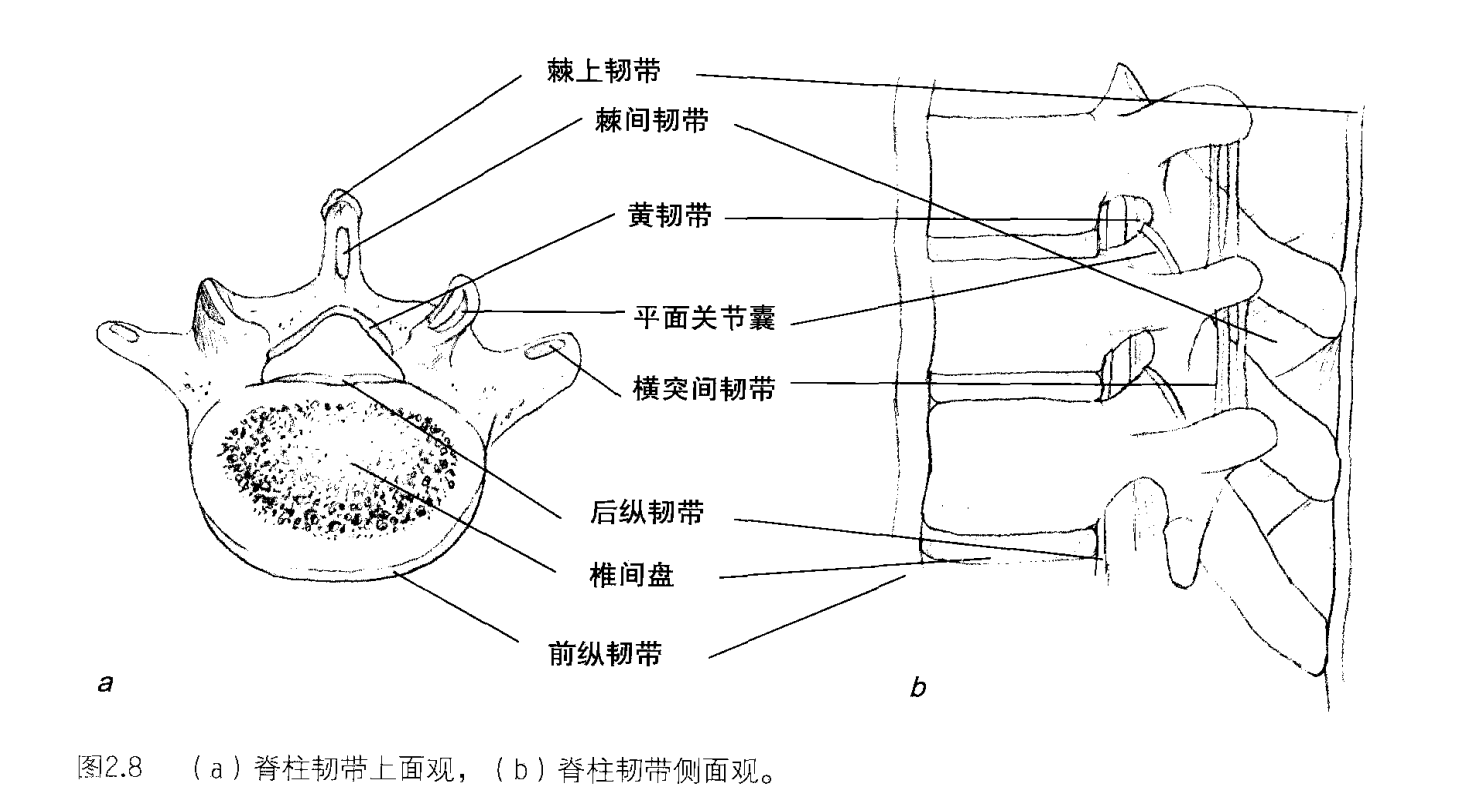 棘上韧带
棘间韧带
黄韧带
平面关节囊
横突间韧带
后纵韧带
椎间盘
前纵韧带
a
b
图2.8 （a）脊柱韧带上面观，（b）脊柱韧带侧面观。